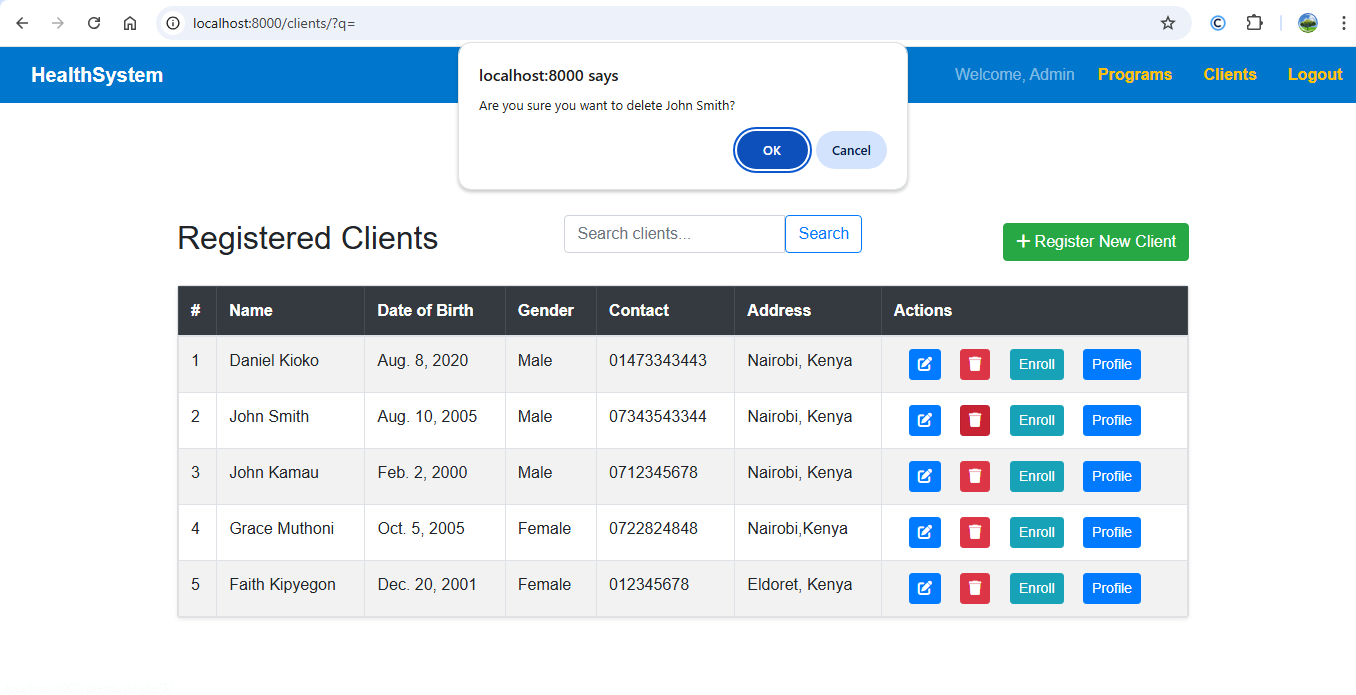 localhost:8000/clients/?q=
HealthSystem
localhost:8000 says
Are you sure you want to delete John Smith?
OK Cancel
Welcome, Admin Programs Clients Logout
Registered Clients Search clients... Search + Register New Client
# Name Date of Birth Gender Contact Address Actions
1 Daniel Kioko Aug. 8, 2020 Male 01473343443 Nairobi, Kenya Enroll Profile
2 John Smith Aug. 10, 2005 Male 07343543344 Nairobi, Kenya Enroll Profile
3 John Kamau Feb. 2, 2000 Male 0712345678 Nairobi, Kenya Enroll Profile
4 Grace Muthoni Oct. 5, 2005 Female 0722824848 Nairobi,Kenya Enroll Profile
5 Faith Kipyegon Dec. 20, 2001 Female 012345678 Eldoret, Kenya Enroll Profile